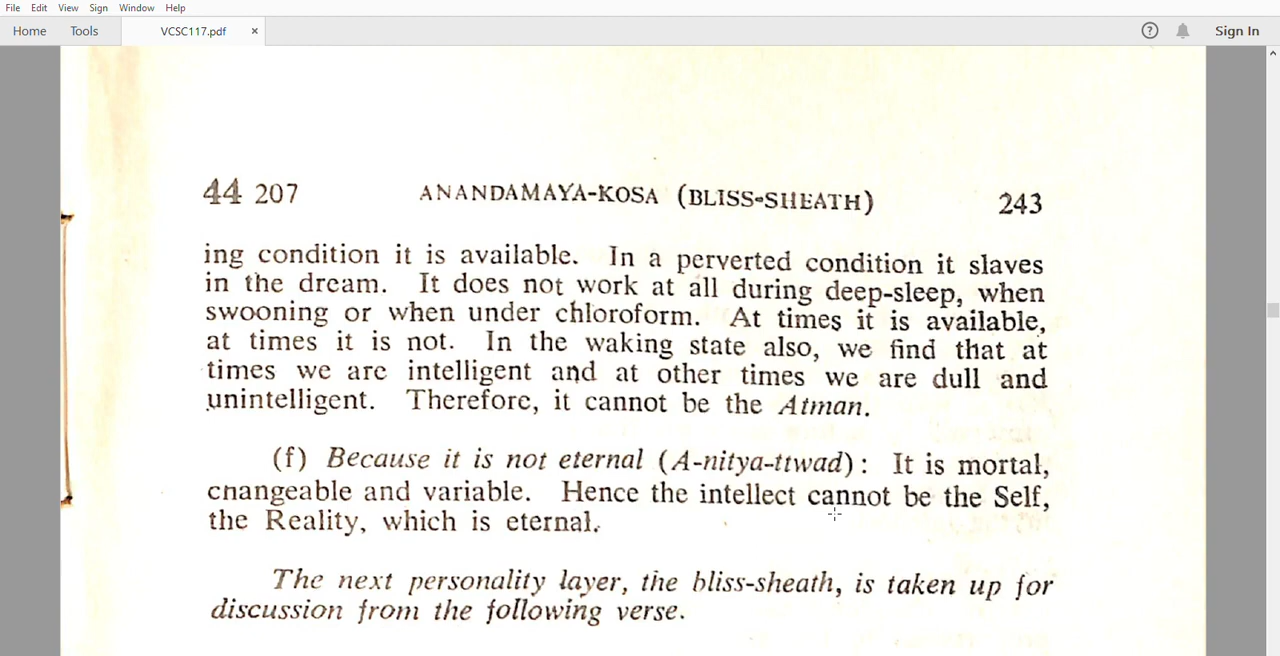 File Edit View Sign Window Help
Home Tools VCSC117.pdf × ? Sign In
44 207 ANANDAMAYA-KOSA (BLISS-SHEATH) 243
ing condition it is available. In a perverted condition it slaves
in the dream. It does not work at all during deep-sleep, when
swooning or when under chloroform. At times it is available,
at times it is not. In the waking state also, we find that at
times we are intelligent and at other times we are dull and
unintelligent. Therefore, it cannot be the Atman.
(f) Because it is not eternal (A-nitya-ttwad): It is mortal,
cnangeable and variable. Hence the intellect cannot be the Self,
the Reality, which is eternal.
The next personality layer, the bliss-sheath, is taken up for
discussion from the following verse.